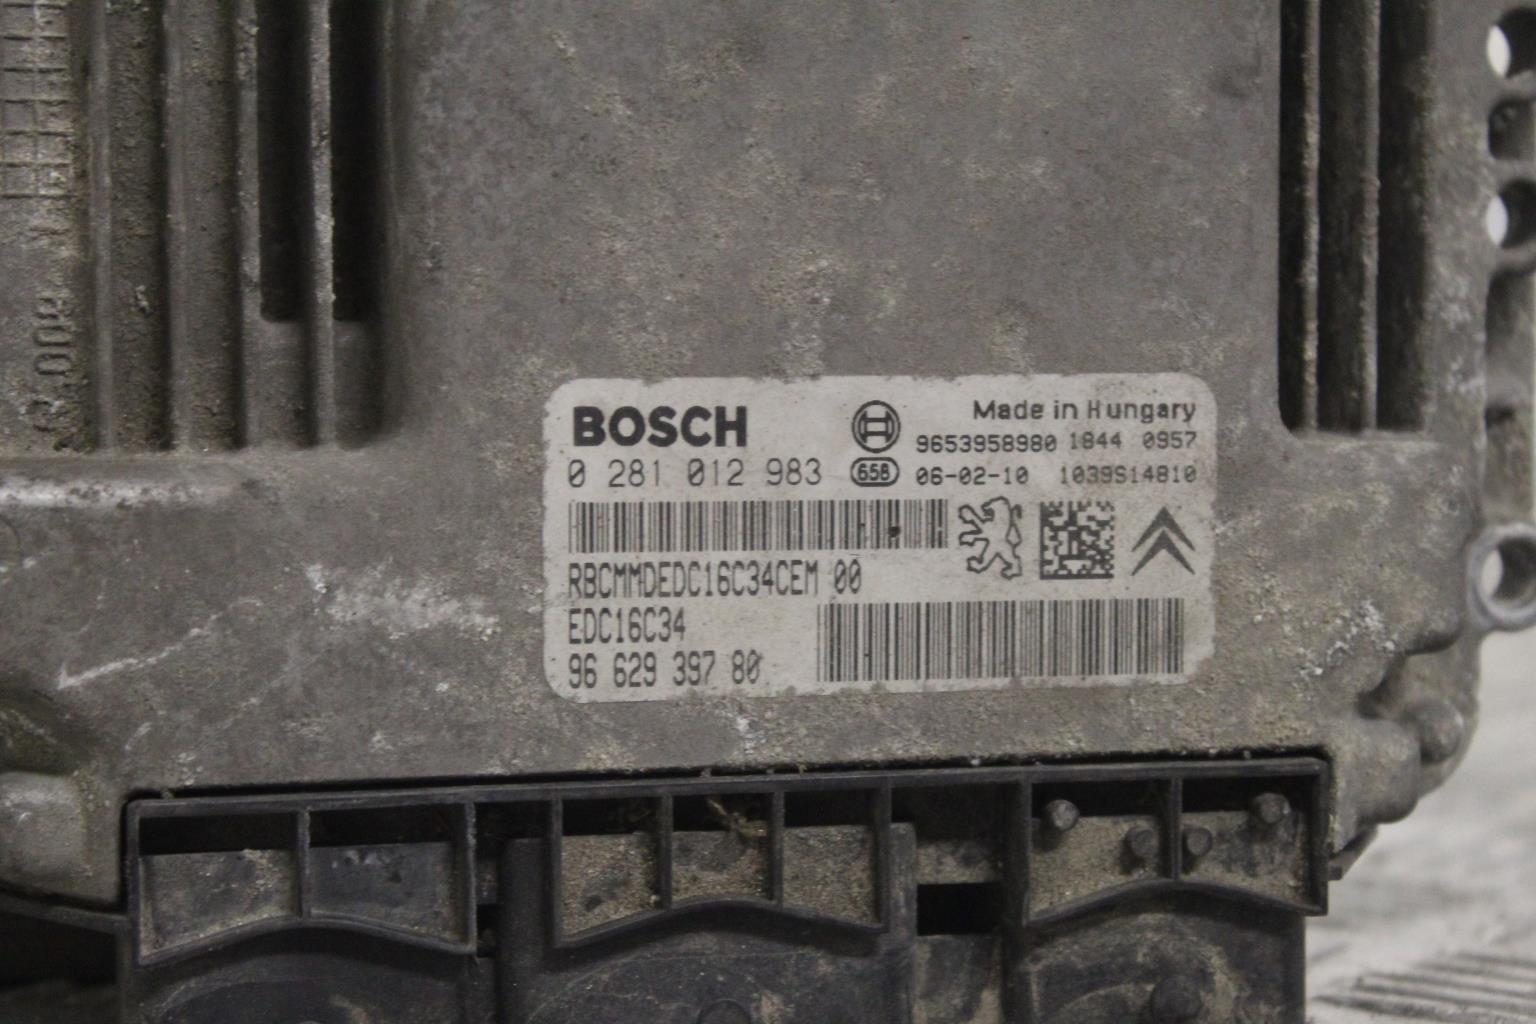 BOSCH
Made in Hungary
9653958980 1844 0957
0 281 012 983
658
06-02-10 1039S14810
RBCMMDEDC16C34CEM 00
EDC16C34
96 629 397 80